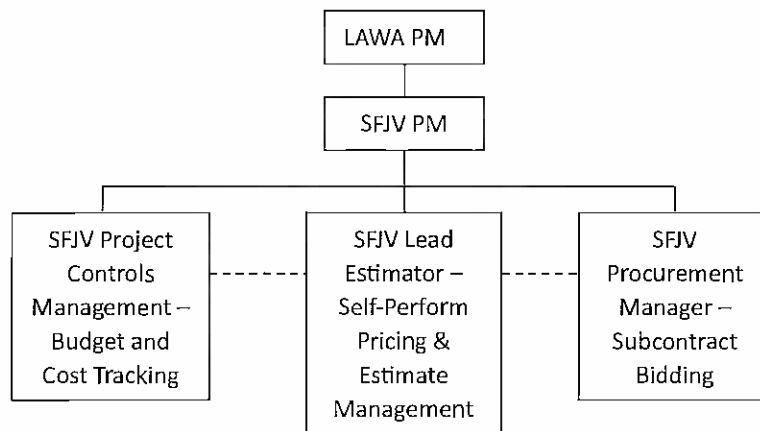 LAWA PM
SFJV PM
SFJV Project
Controls
Management –
Budget and
Cost Tracking
SFJV Lead
Estimator –
Self-Perform
Pricing &
Estimate
Management
SFJV
Procurement
Manager –
Subcontract
Bidding